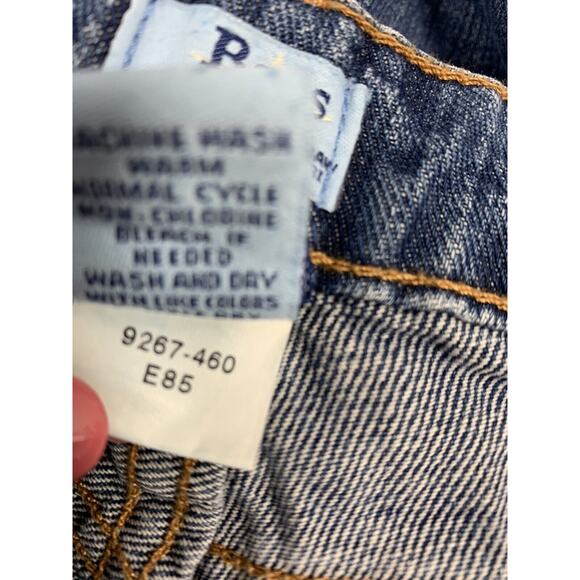 MACHINE WASH
WARM
NORMAL CYCLE
NON-CHLORINE
BLEACH IF
NEEDED
WASH AND DRY
WITH LIKE COLORS
9267-460
E85